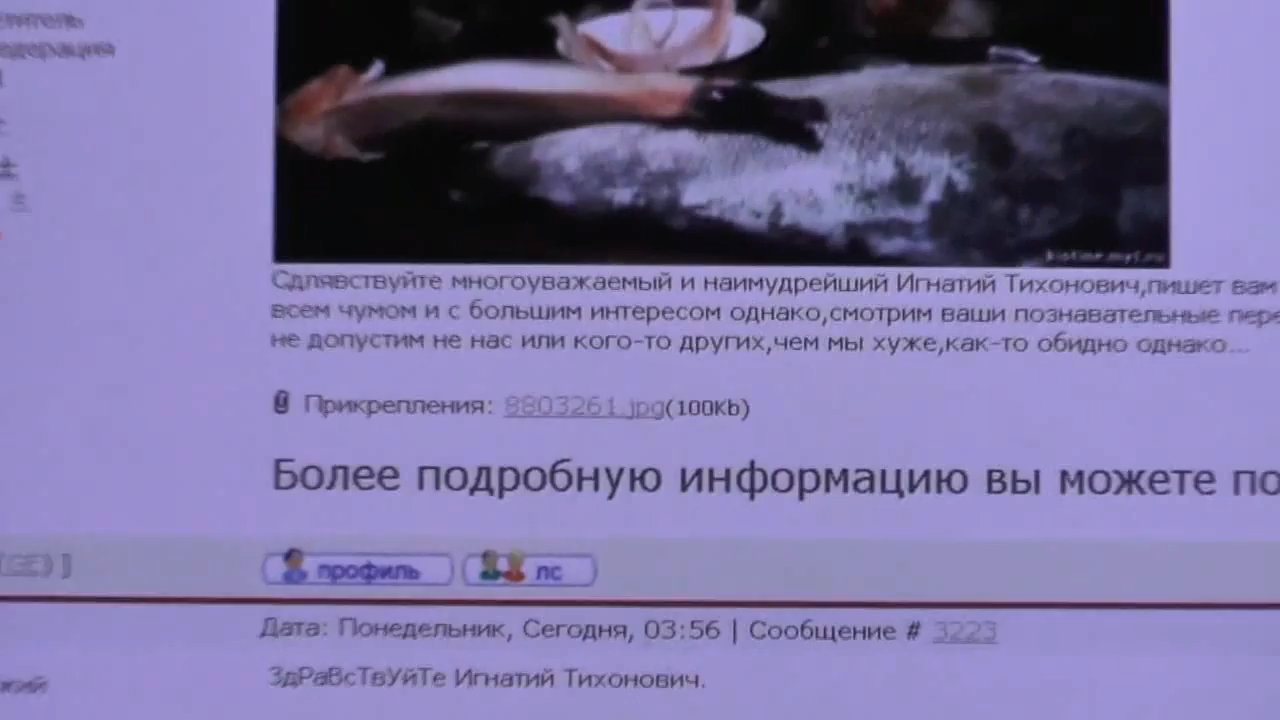 Сдлявствуйте многоуважаемый и наимудрейший Игнатий Тихонович,пишет вам
всем чумом и с большим интересом однако,смотрим ваши познавательные пере
не допустим не нас или кого-то других,чем мы хуже,как-то обидно однако...
Прикрепления: 8803261.jpg(100Kb)
Более подробную информацию вы можете по
профиль лс
Дата: Понедельник, Сегодня, 03:56 | Сообщение # 3223
ЗдРаВсТвУйТе Игнатий Тихонович.